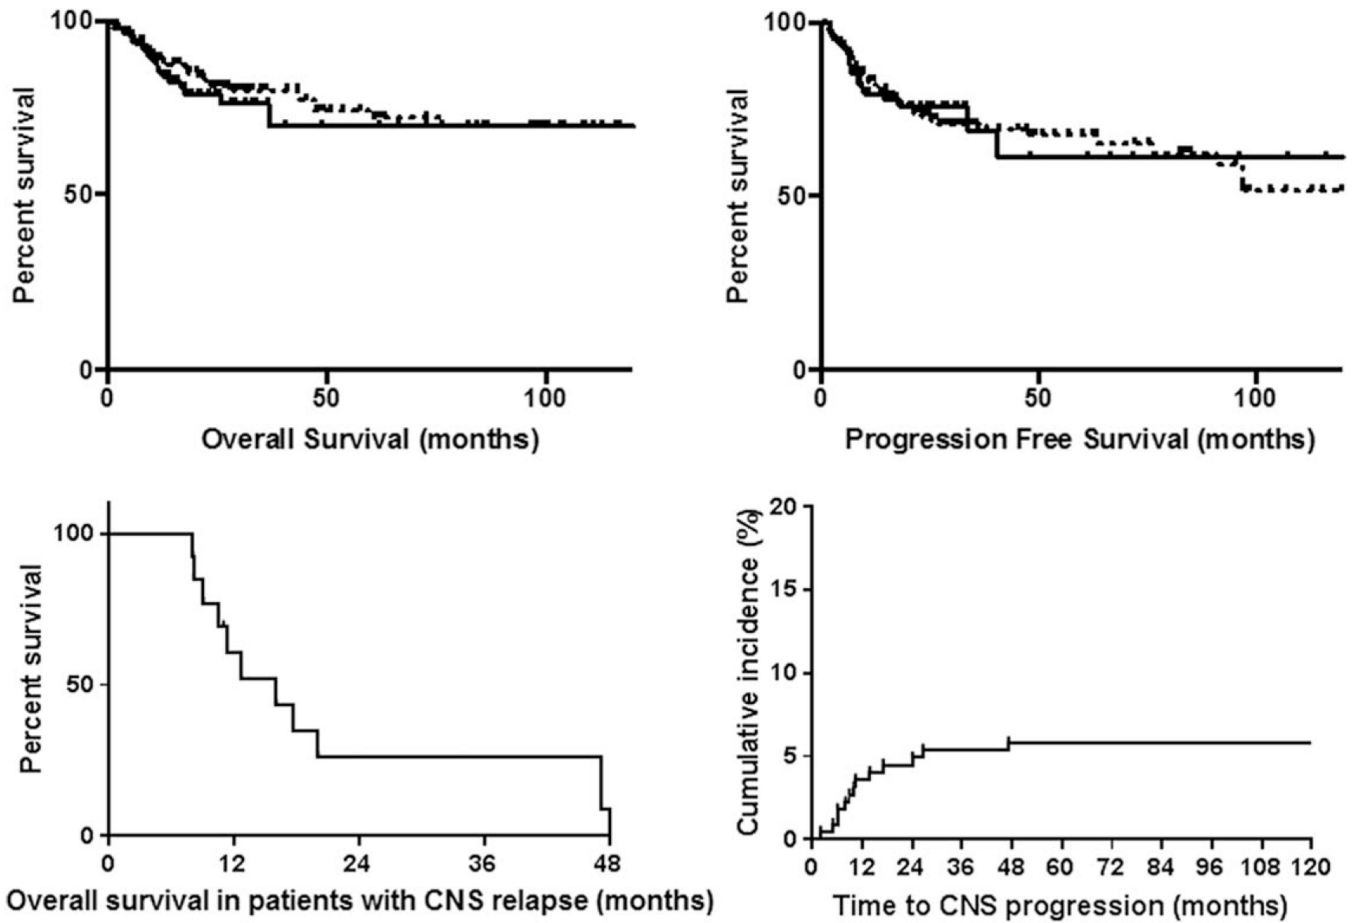 100
50
0
Percent survival
0 50 100
Overall Survival (months)
100
50
0
Percent survival
0 50 100
Progression Free Survival (months)
100
50
0
Percent survival
0 12 24 36 48
Overall survival in patients with CNS relapse (months)
20
15
10
5
0
Cumulative incidence (%)
0 12 24 36 48 60 72 84 96 108 120
Time to CNS progression (months)